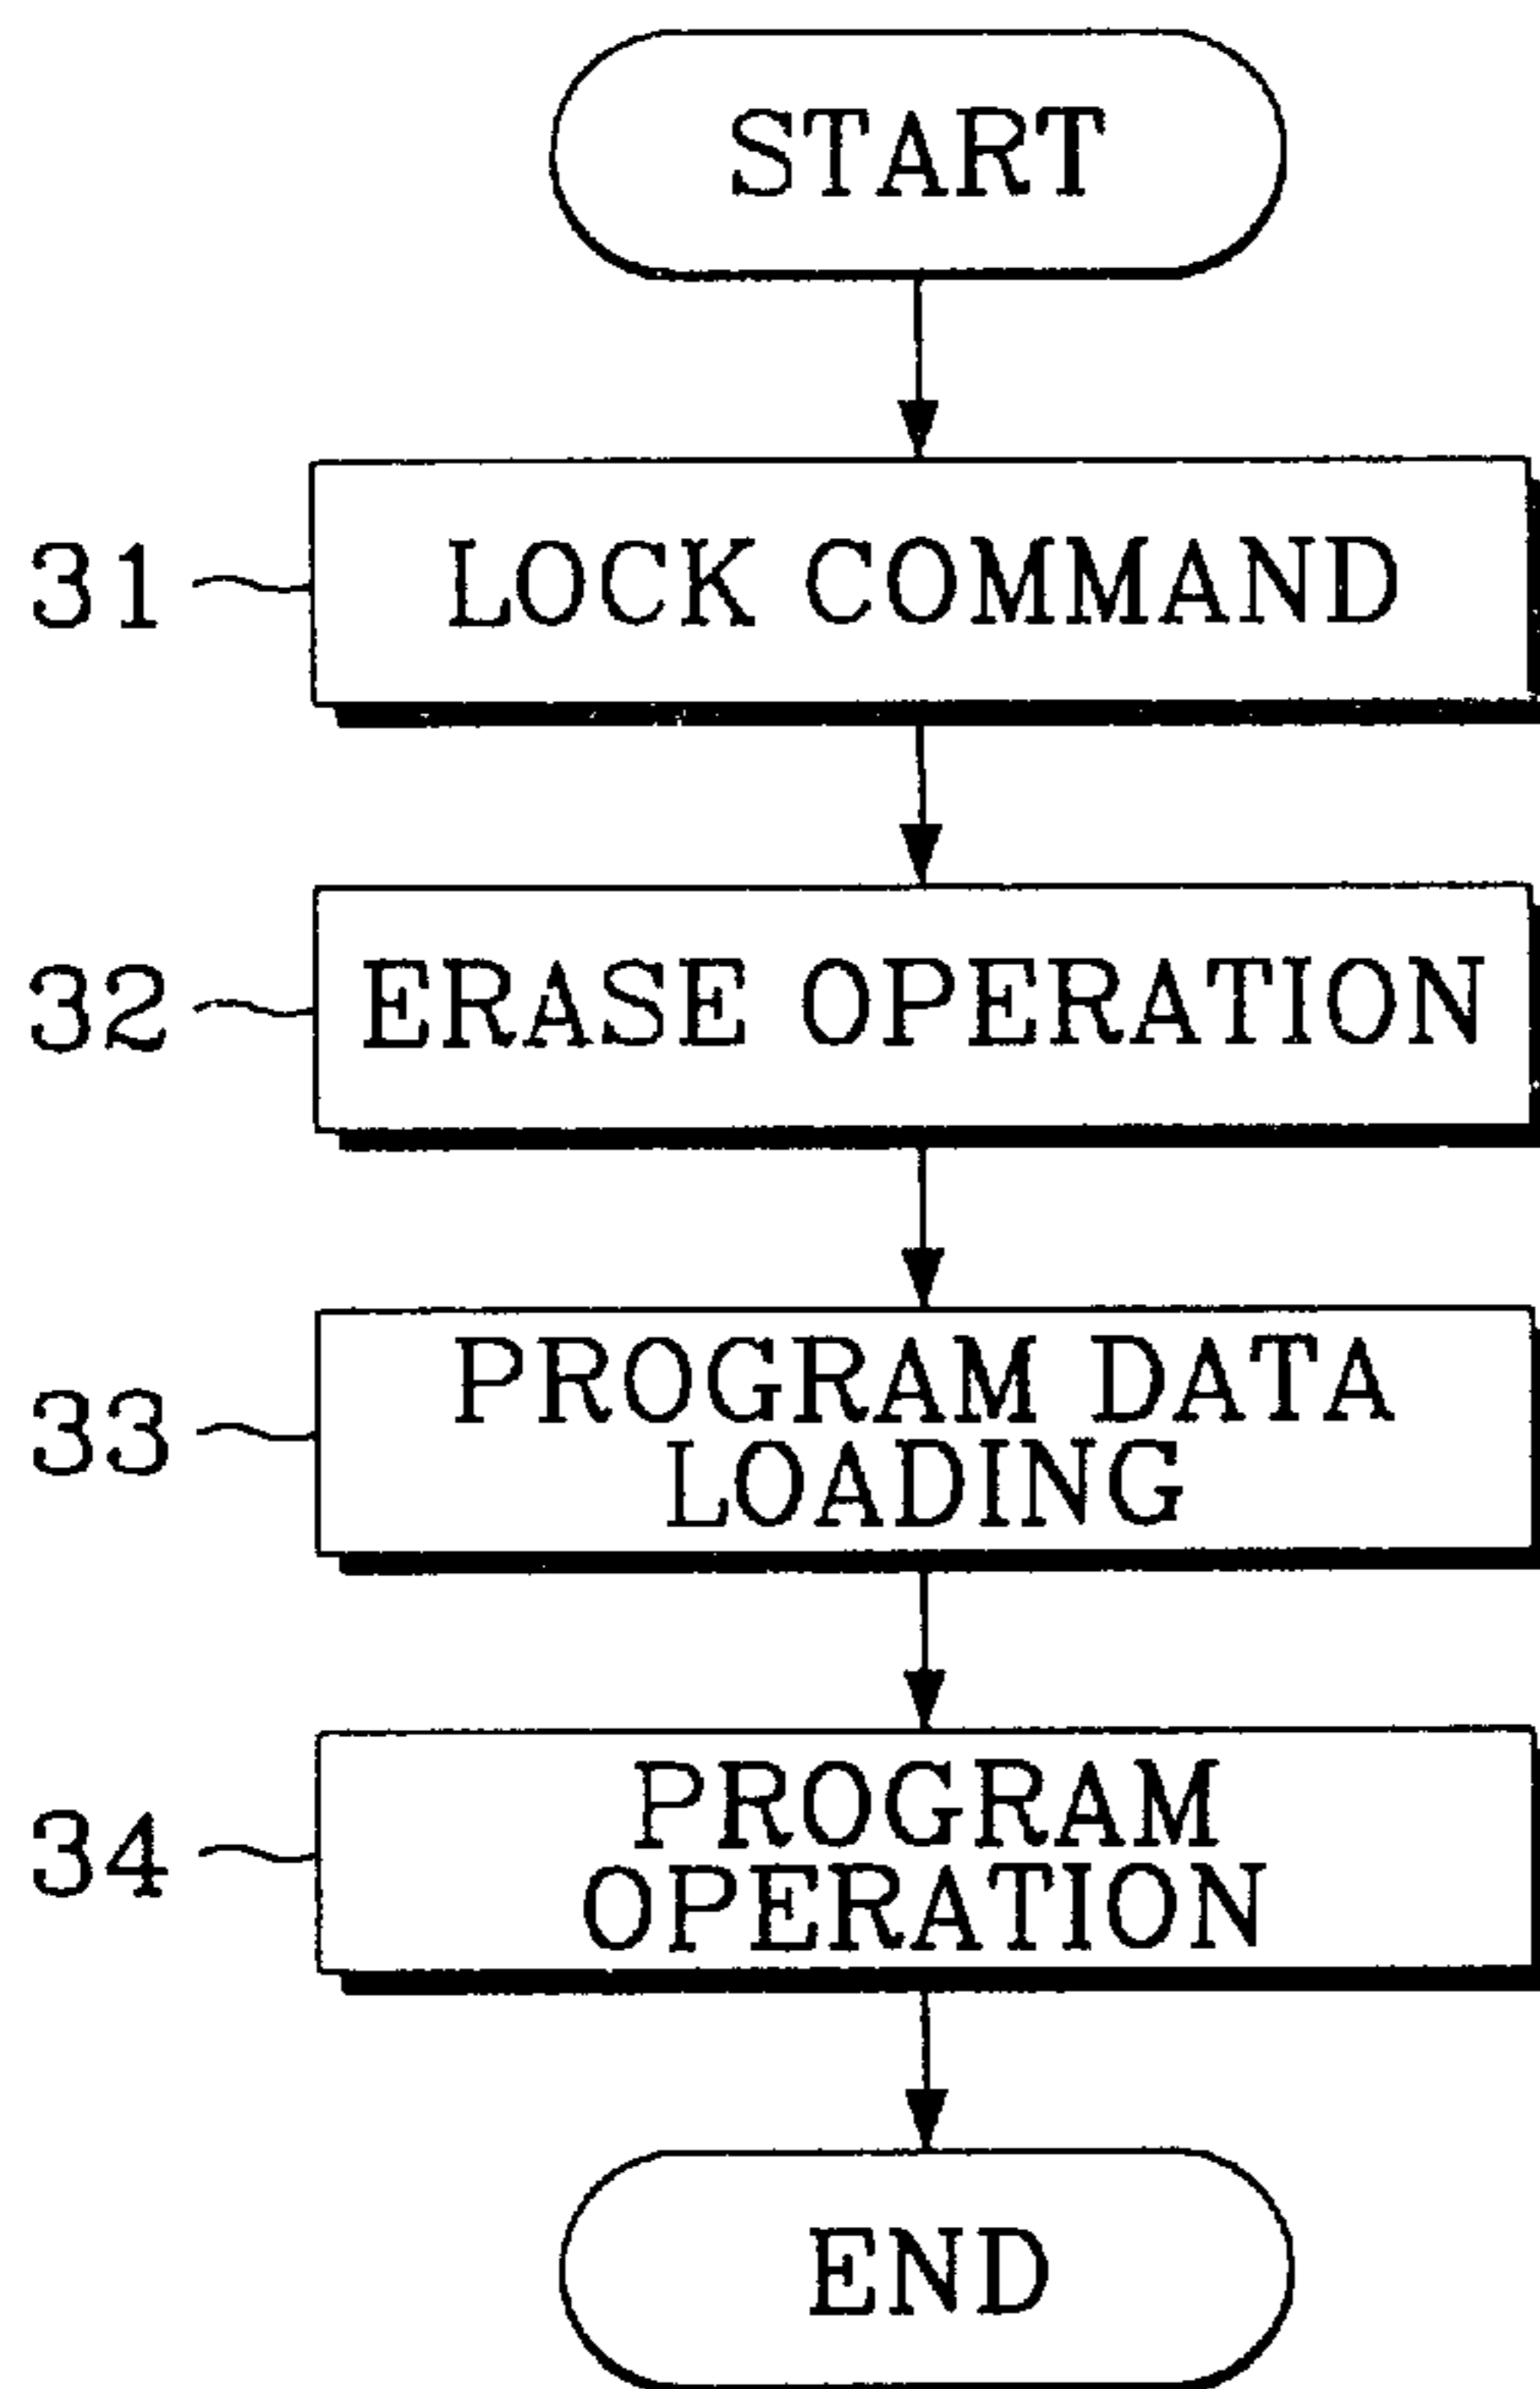 START
31 LOCK COMMAND
32 ERASE OPERATION
33 PROGRAM DATA
LOADING
34 PROGRAM
OPERATION
END